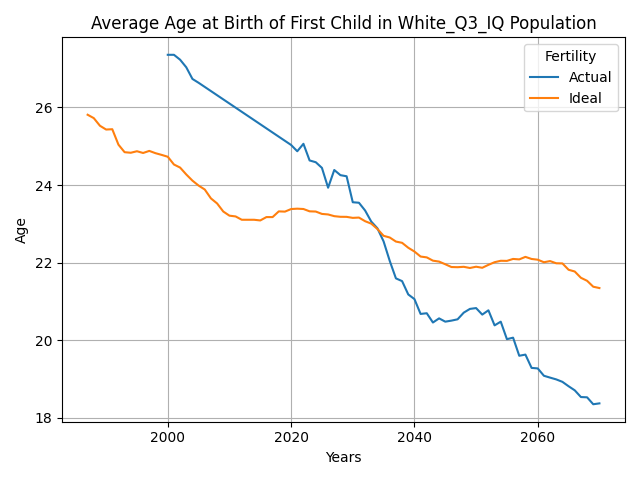 Average Age at Birth of First Child in White_Q3_IQ Population
Fertility
Actual
Ideal
Age
26
24
22
20
18
2000
2020
2040
2060
Years